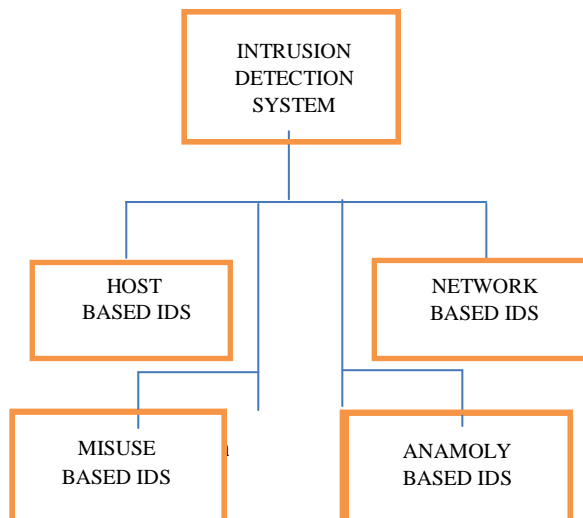 INTRUSION
DETECTION
SYSTEM
HOST
BASED IDS
NETWORK
BASED IDS
MISUSE
BASED IDS
ANAMOLY
BASED IDS